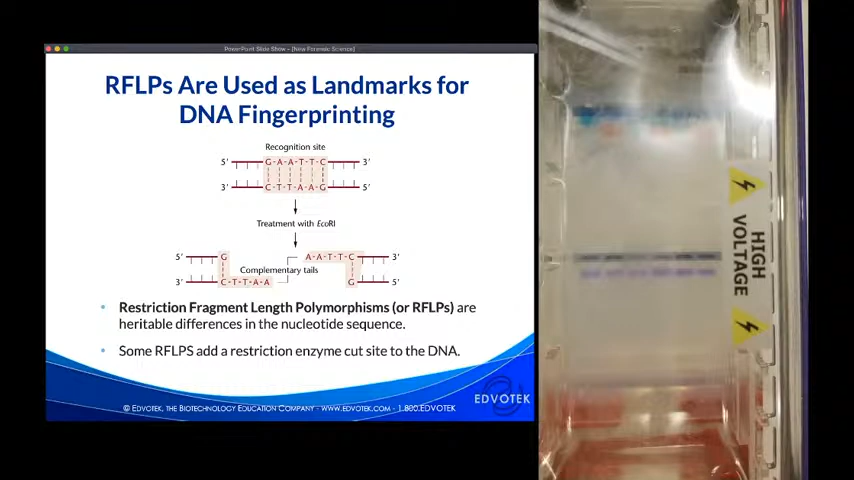 PowerPoint Slide Show - [New Forensic Science]
RFLPs Are Used as Landmarks for
DNA Fingerprinting
Recognition site
5' G-A-A-T-T-C 3'
3' C-T-T-A-A-G 5'
Treatment with EcoRI
5' G A-A-T-T-C 3'
Complementary tails
3' C-T-T-A-A G 5'
• Restriction Fragment Length Polymorphisms (or RFLPs) are
heritable differences in the nucleotide sequence.
• Some RFLPS add a restriction enzyme cut site to the DNA.
EDVOTEK
© EDVOTEK, THE BIOTECHNOLOGY EDUCATION COMPANY - WWW.EDVOTEK.COM - 1.800.EDVOTEK
HIGH
VOLTAGE